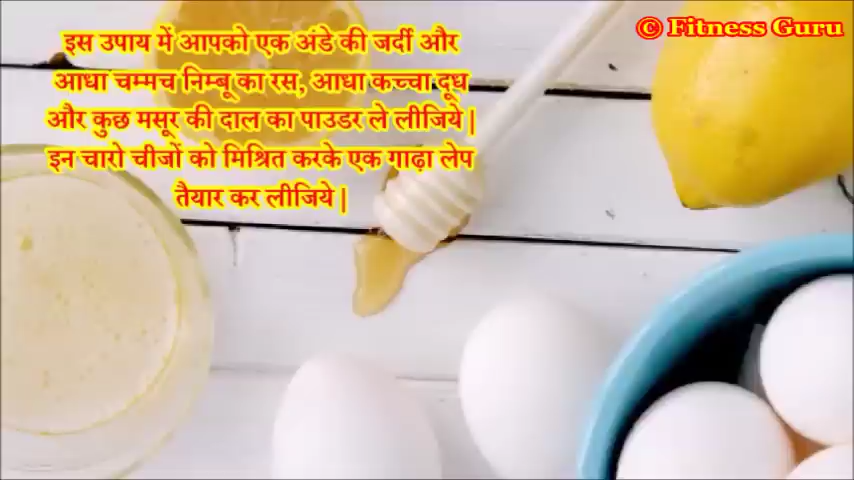 © Fitness Guru
इस उपाय में आपको एक अंडे की जर्दी और
आधा चम्मच निम्बू का रस, आधा कच्चा दूध
और कुछ मसूर की दाल का पाउडर ले लीजिये |
इन चारो चीजों को मिश्रित करके एक गाढ़ा लेप
तैयार कर लीजिये |